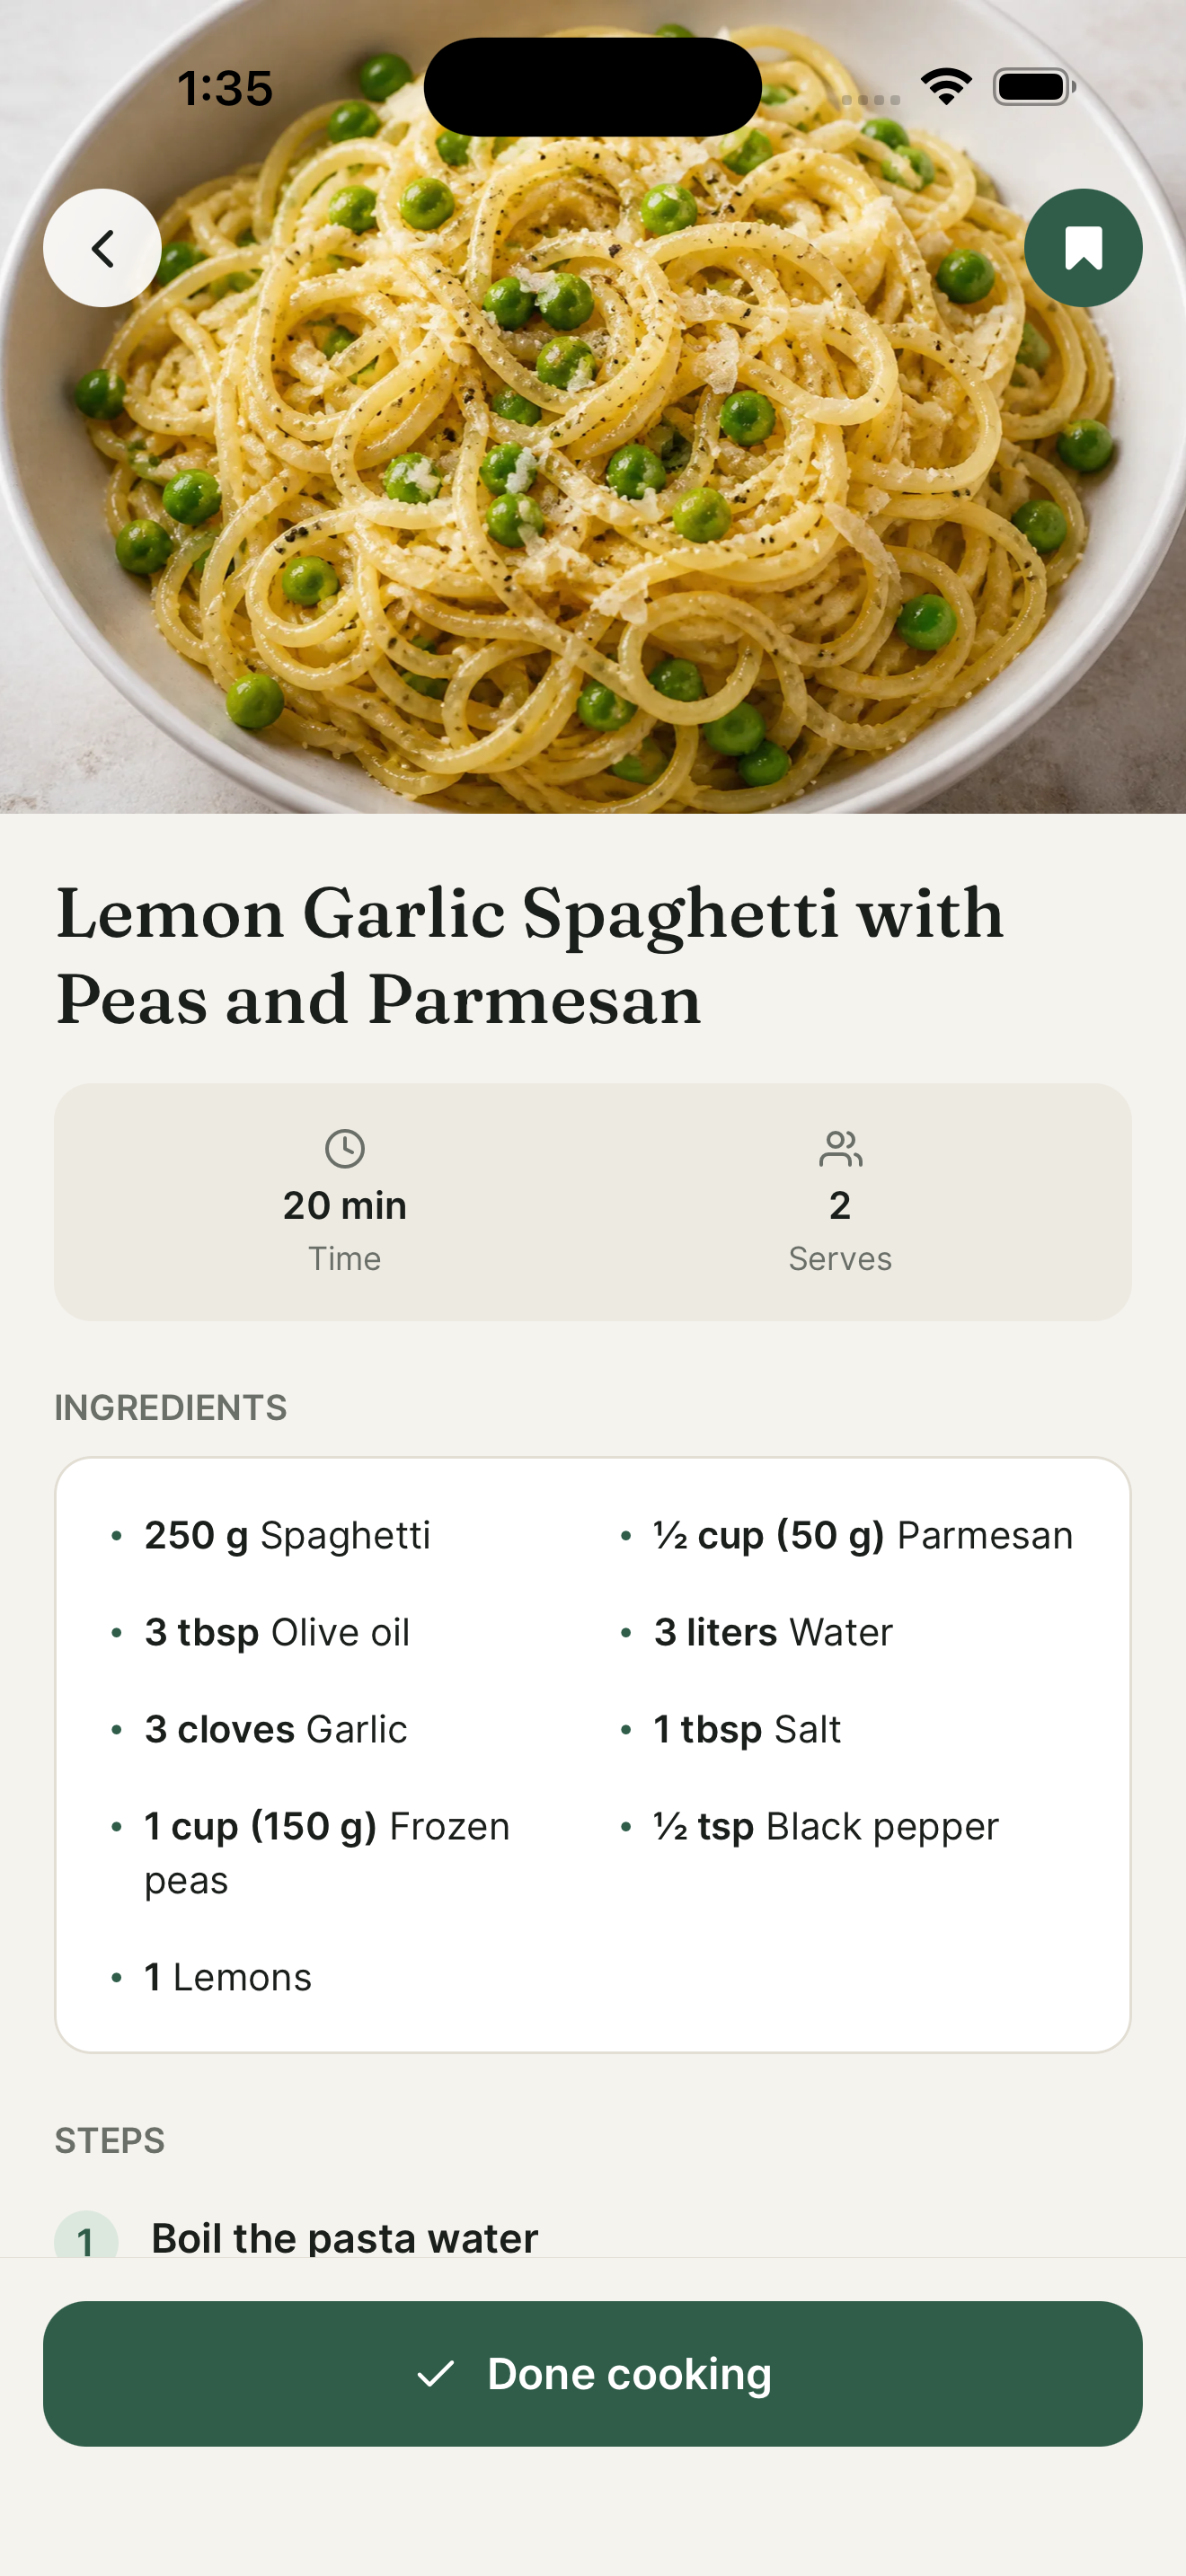 1:35
Lemon Garlic Spaghetti with
Peas and Parmesan
20 min
Time
2
Serves
INGREDIENTS
• 250 g Spaghetti
• 3 tbsp Olive oil
• 3 cloves Garlic
• 1 cup (150 g) Frozen
peas
• 1 Lemons
• ½ cup (50 g) Parmesan
• 3 liters Water
• 1 tbsp Salt
• ½ tsp Black pepper
STEPS
1 Boil the pasta water
Done cooking